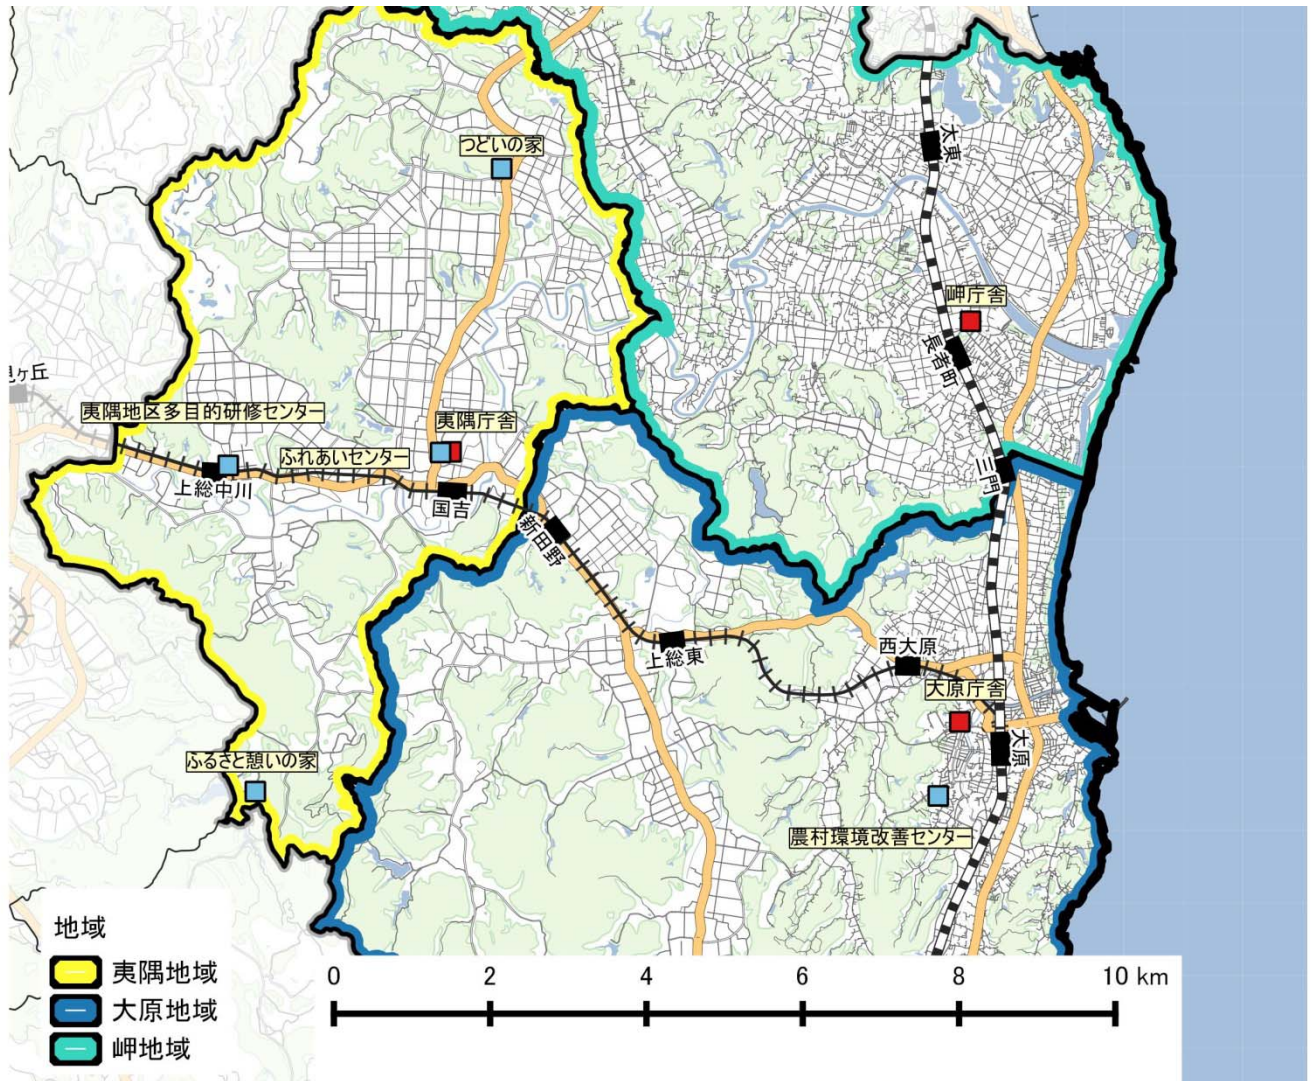 つどいの家
大東
岬庁舎
長者町
見ヶ丘
夷隅地区多目的研修センター
夷隅庁舎
ふれあいセンター
上総中川
国吉
三門
新田野
上総東
西大原
大原庁舎
大原
ふるさと憩いの家
農村環境改善センター
地域
夷隅地域
大原地域
岬地域
0 2 4 6 8 10 km